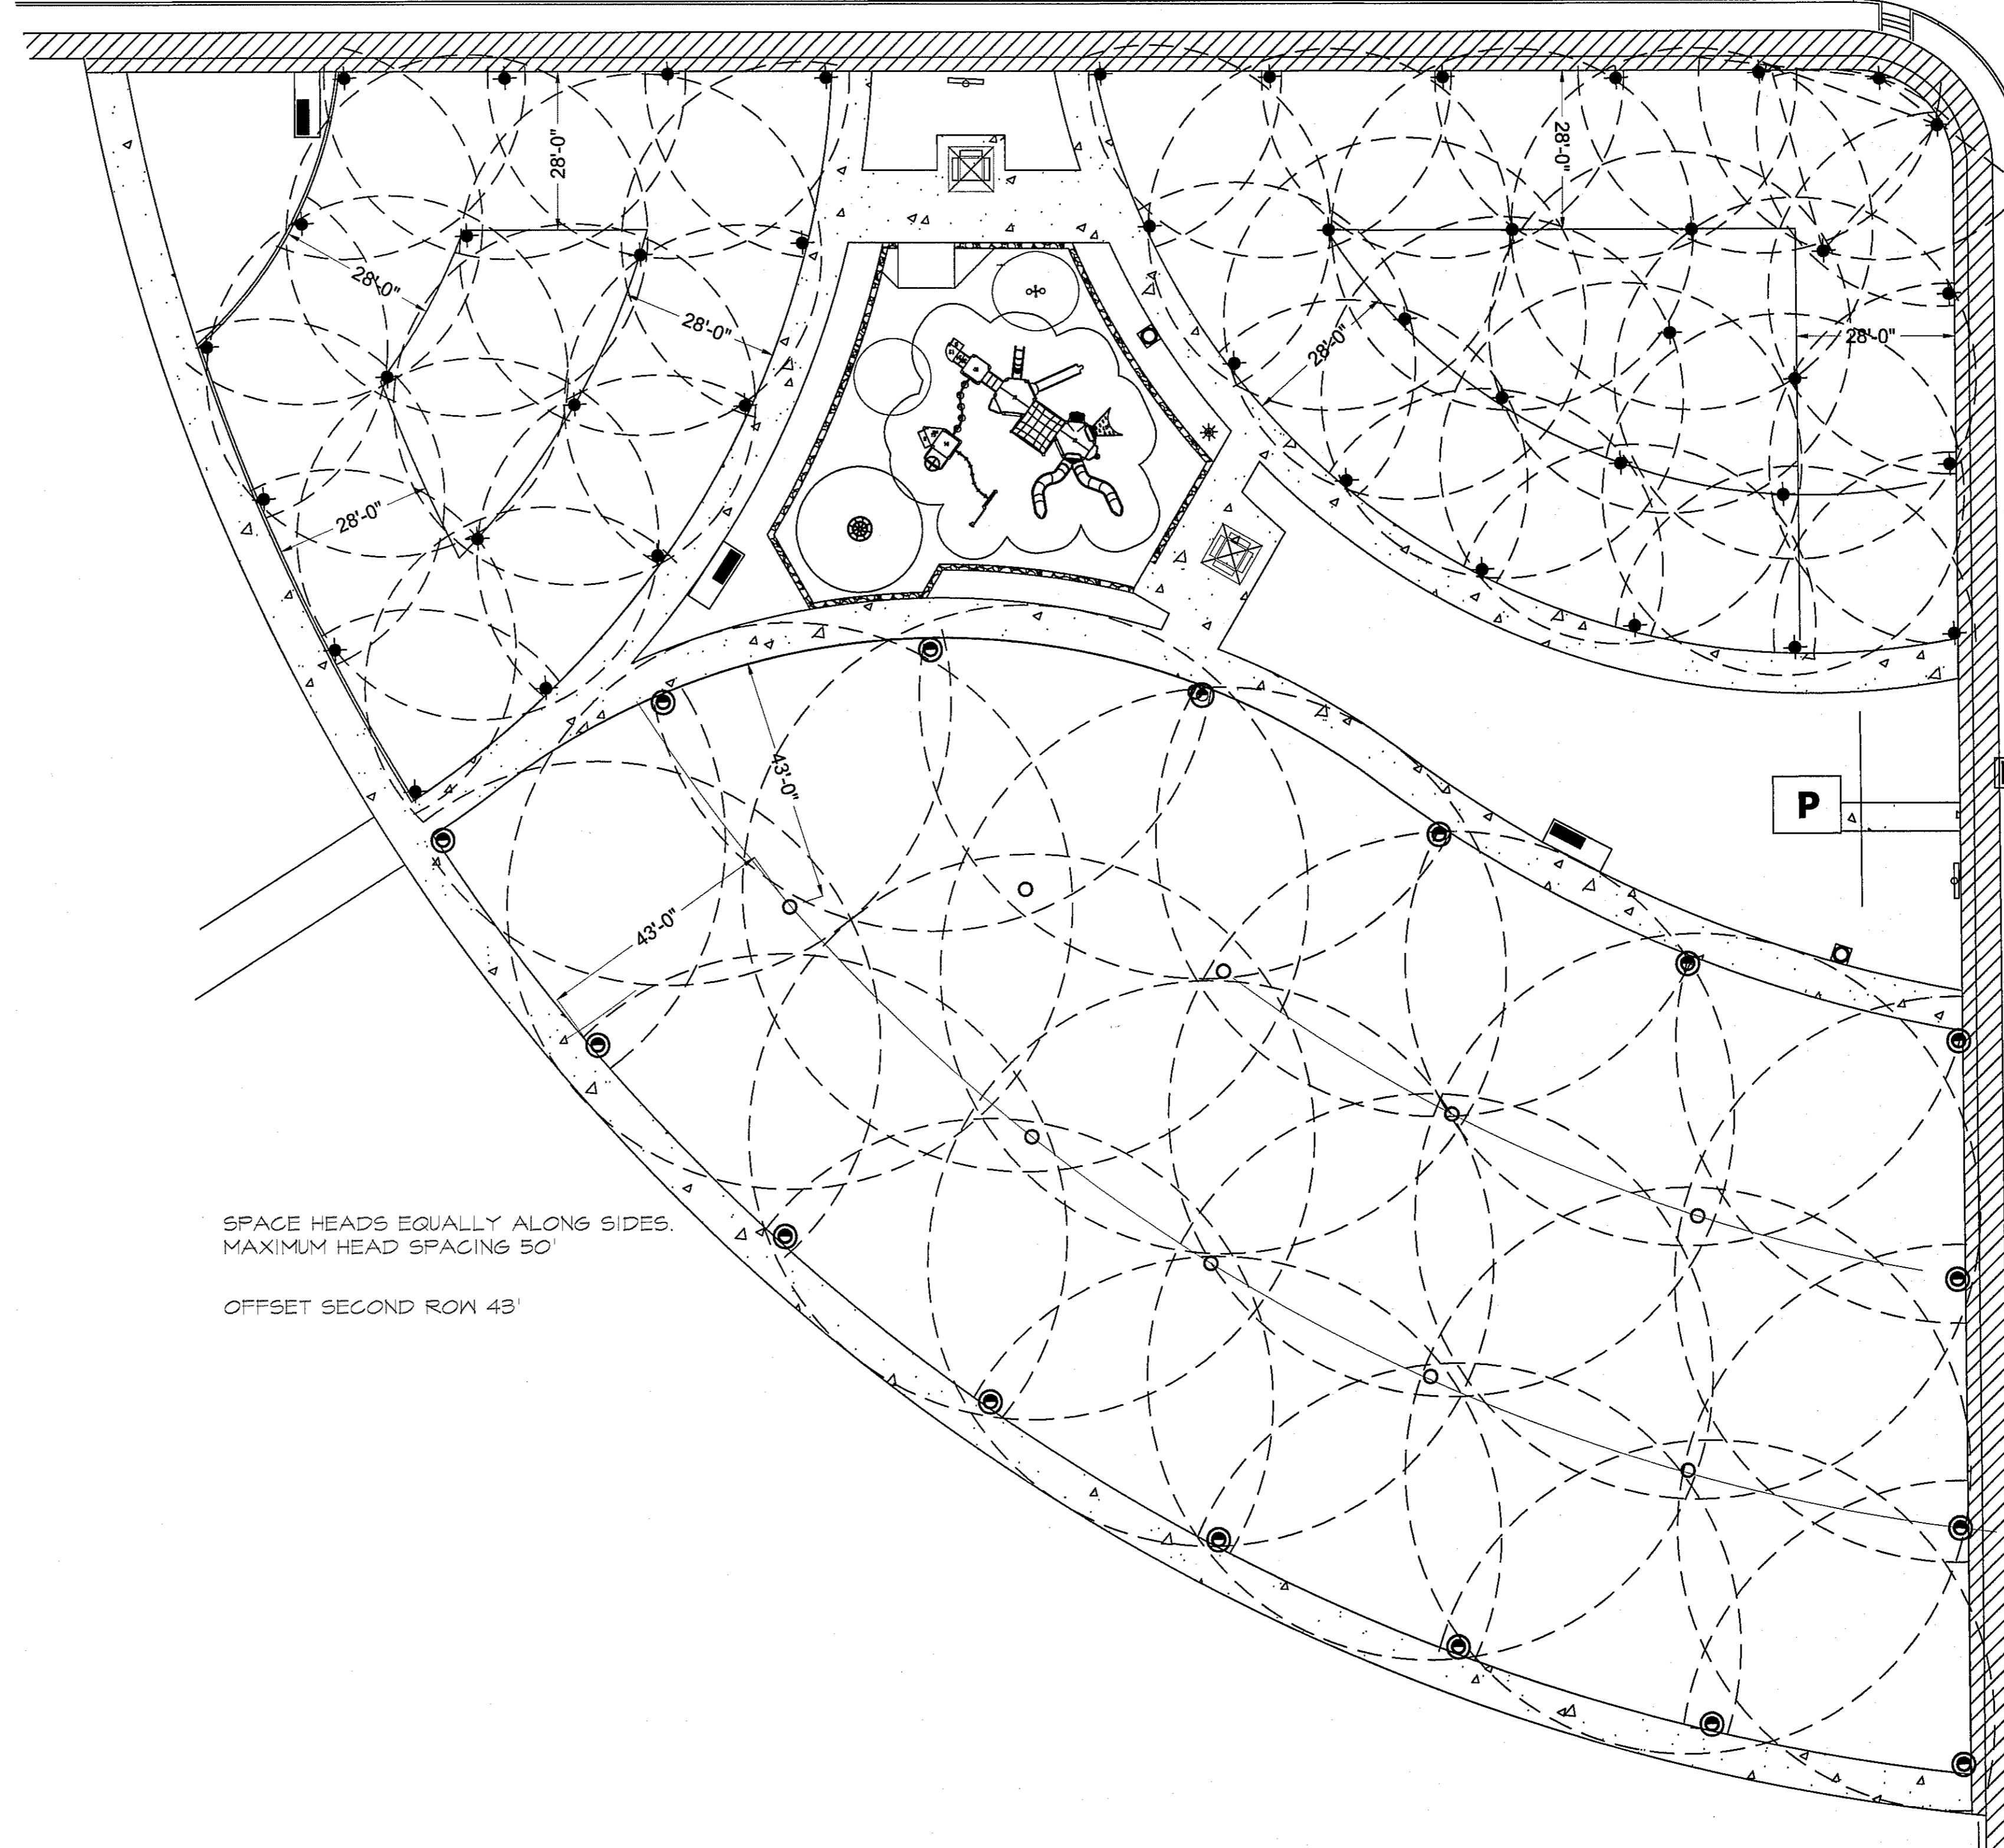 28'-0"
28'-0"
28'-0"
28'-0"
28'-0"
28'-0"
28'-0"
43'-0"
P
43'-0"
SPACE HEADS EQUALLY ALONG SIDES.
MAXIMUM HEAD SPACING 50'
OFFSET SECOND ROW 43'